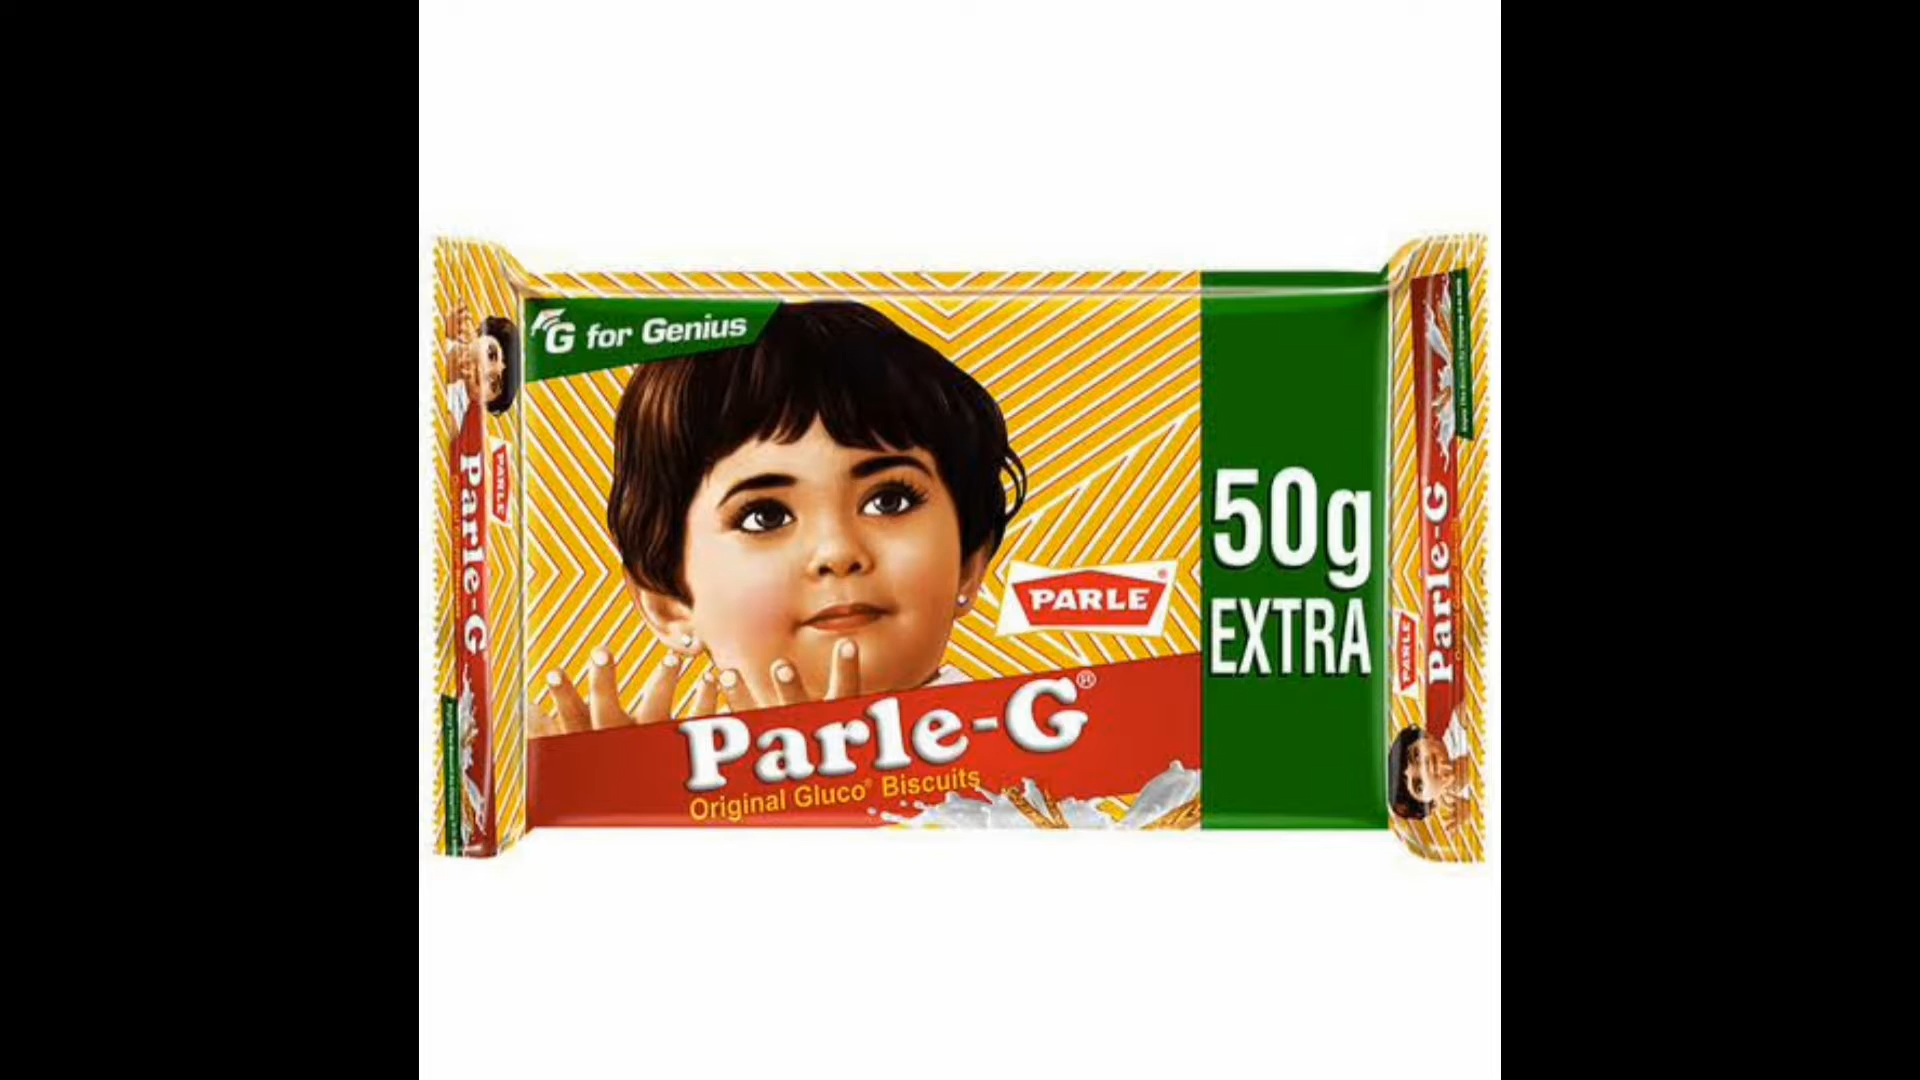 G for Genius
PARLE
Parle-G®
Original Gluco® Biscuits
50g
EXTRA
PARLE
Parle-G
PARLE
Parle-G